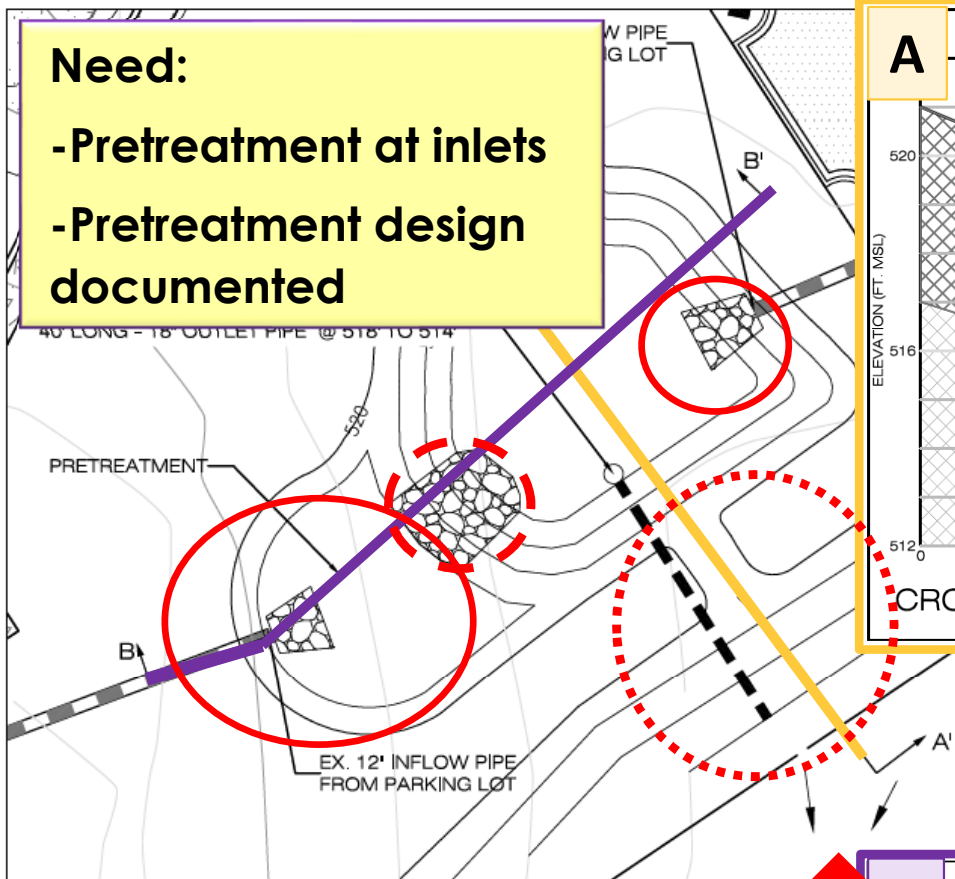 Need:
-Pretreatment at inlets
-Pretreatment design
documented
W PIPE
G LOT
40' LONG - 18" OUTLET PIPE @ 518' TO 514'
B'
520
PRETREATMENT
B
EX. 12" INFLOW PIPE
FROM PARKING LOT
A'
A
520
516
512
0
ELEVATION (FT. MSL)
CRO